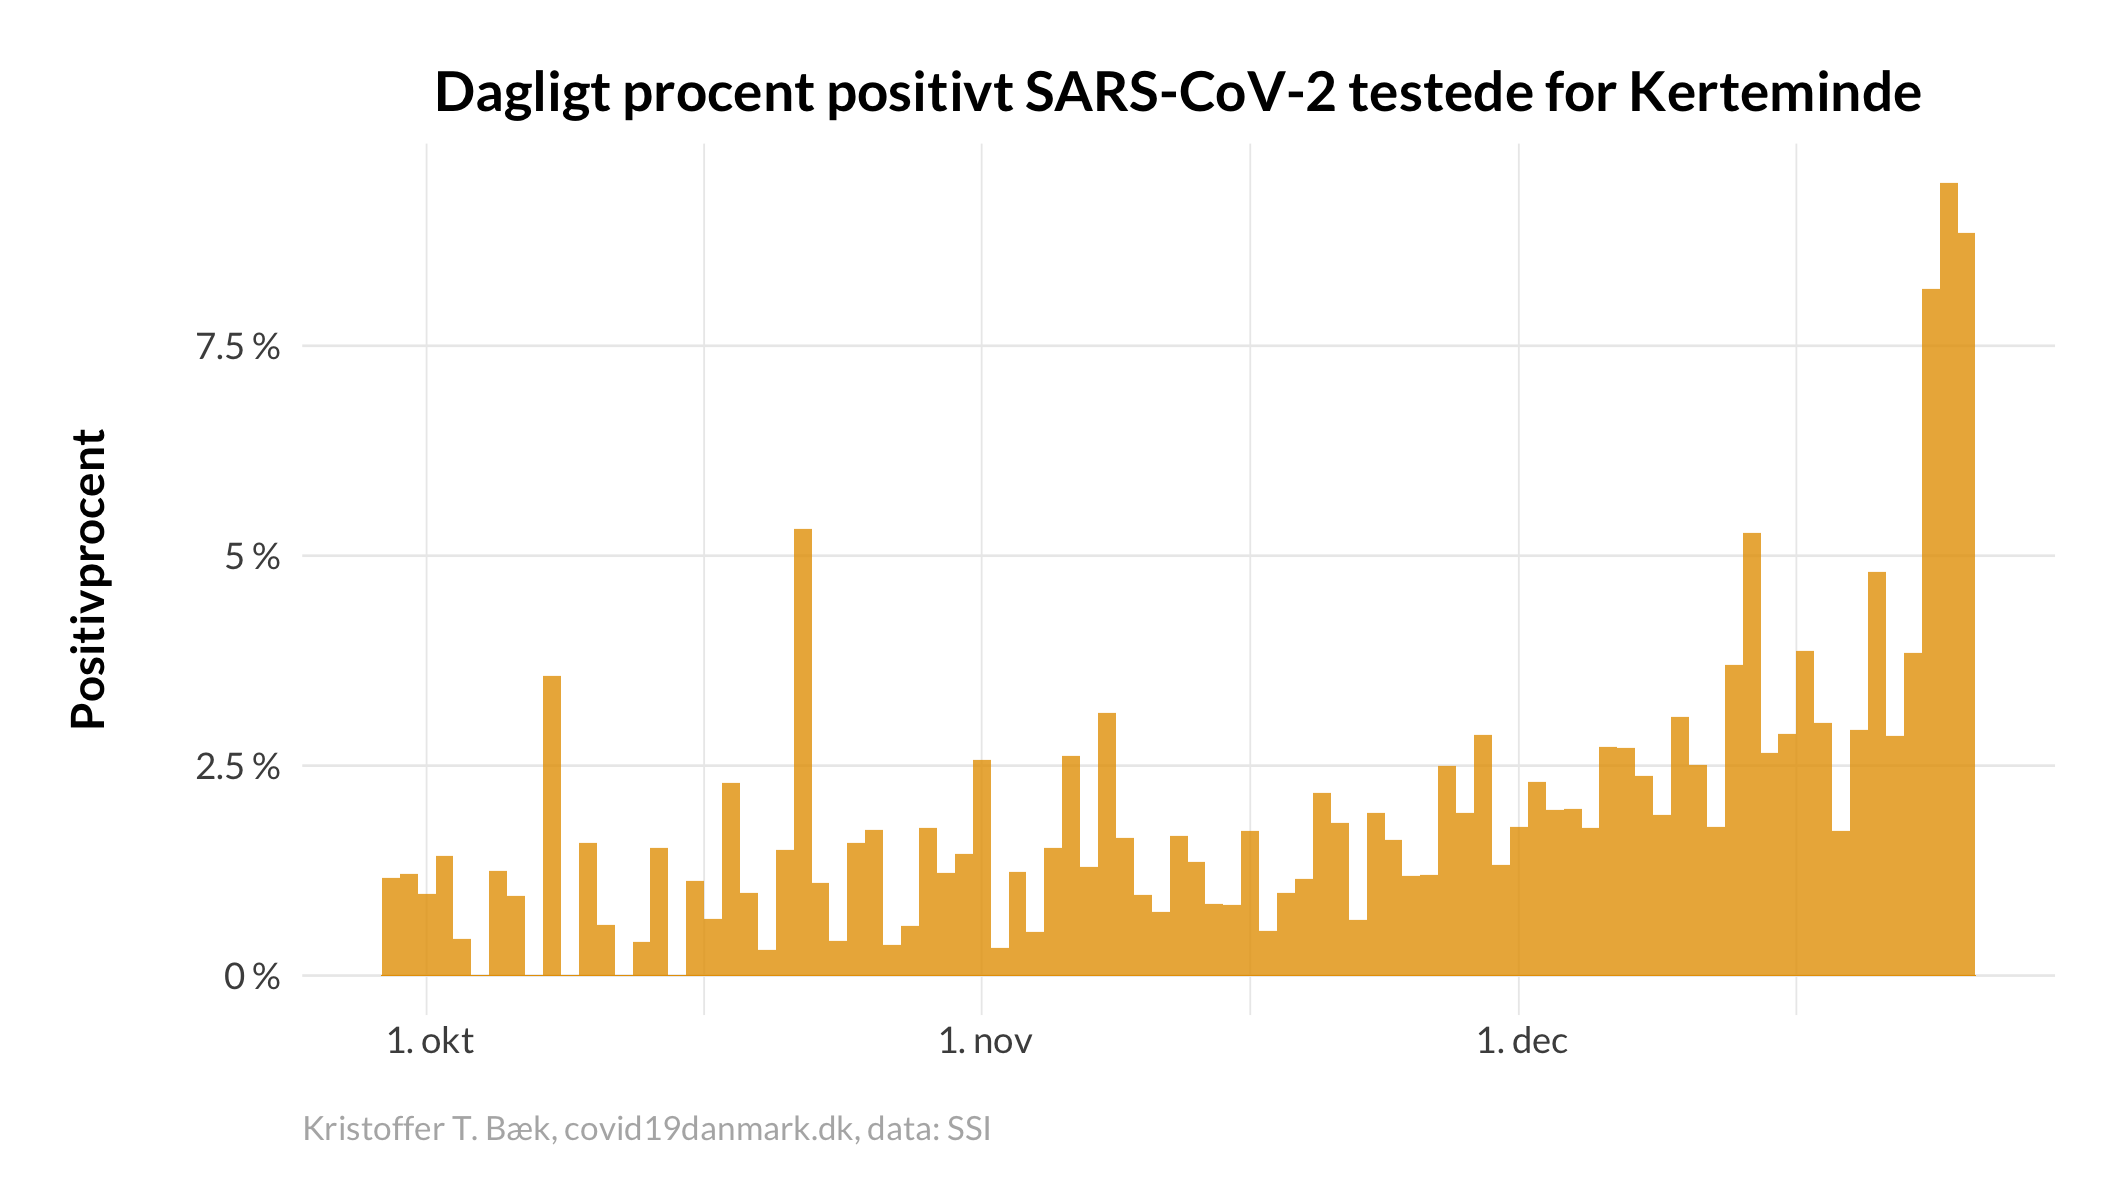 Dagligt procent positivt SARS-CoV-2 testede for Kerteminde
Positivprocent
7.5 %
5 %
2.5 %
0 %
1. okt
1. nov
1. dec
Kristoffer T. Bæk, covid19danmark.dk, data: SSI